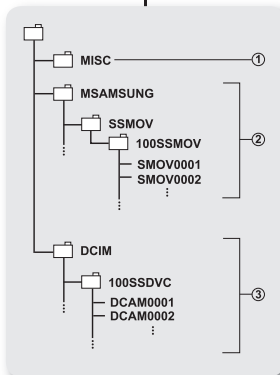 MISC ①
MSAMSUNG
SSMOV
②
100SSMOV
SMOV0001
SMOV0002
DCIM
100SSDVC
③
DCAM0001
DCAM0002